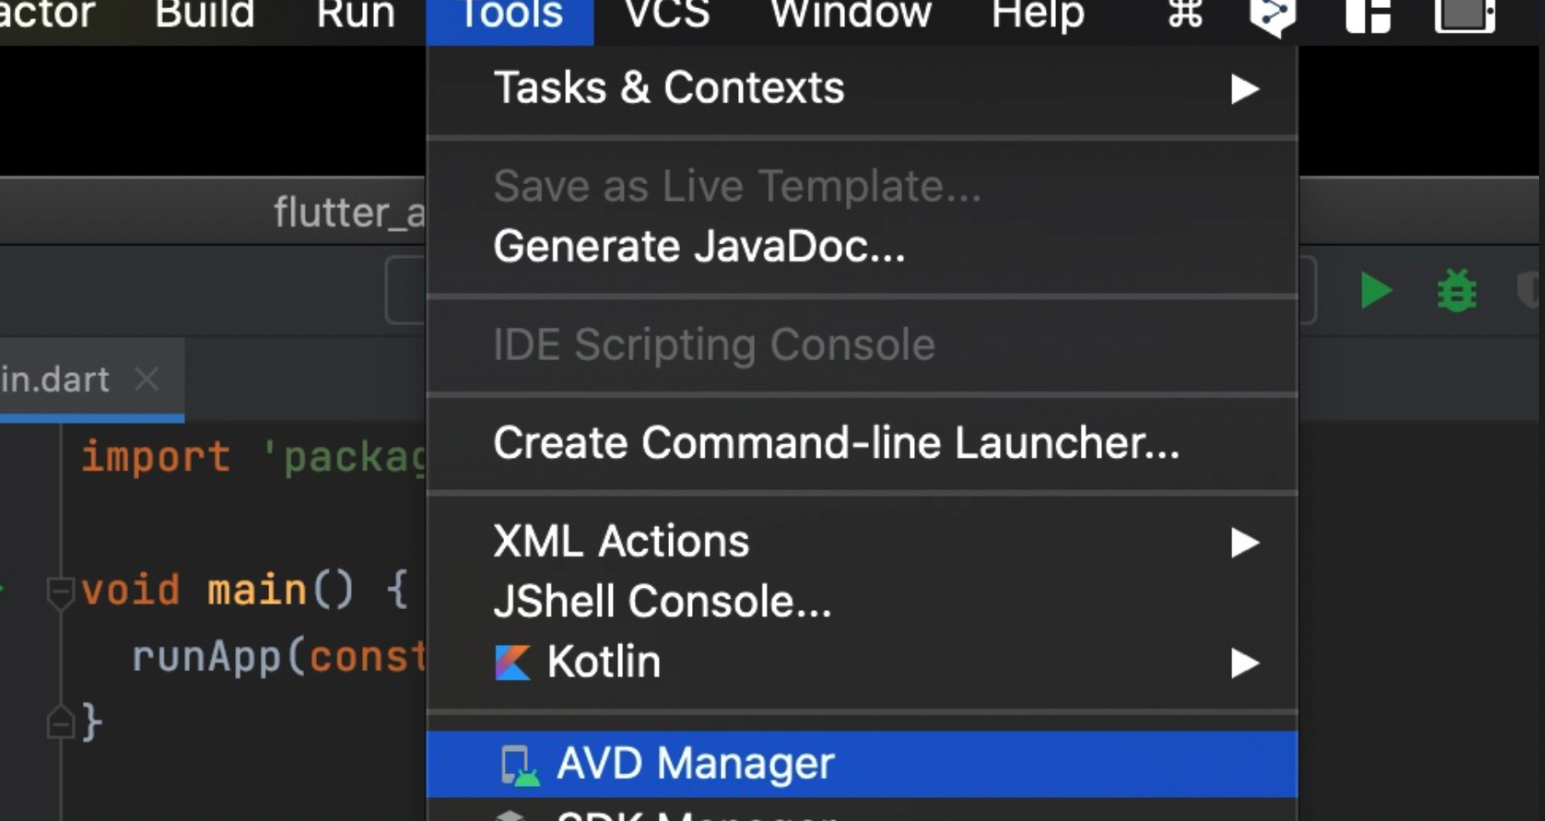 actor Build Run Tools VCS Window Help
Tasks & Contexts
Save as Live Template...
flutter_a
Generate JavaDoc...
IDE Scripting Console
in.dart
import 'packag
Create Command-line Launcher...
XML Actions
void main() {
JShell Console...
runApp(const
Kotlin
}
AVD Manager
SDK Manager